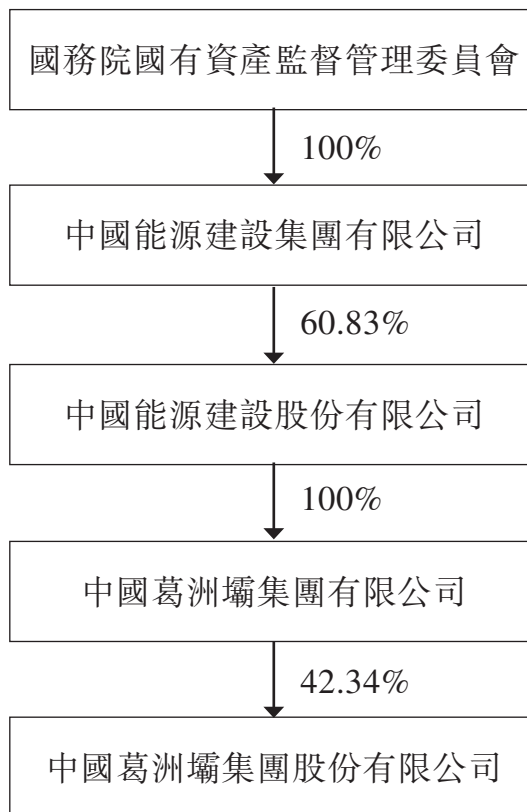 國務院國有資產監督管理委員會
100%
中國能源建設集團有限公司
60.83%
中國能源建設股份有限公司
100%
中國葛洲壩集團有限公司
42.34%
中國葛洲壩集團股份有限公司